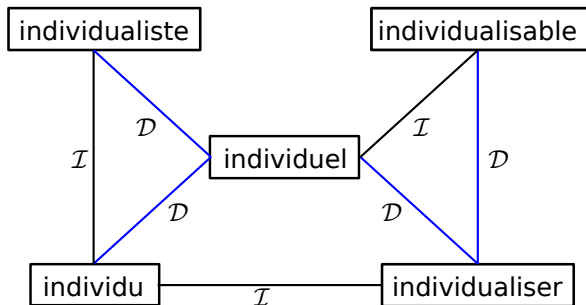 individualiste individualisable
𝒟 ℐ
ℐ individuel 𝒟
𝒟 𝒟
individu ℐ individualiser